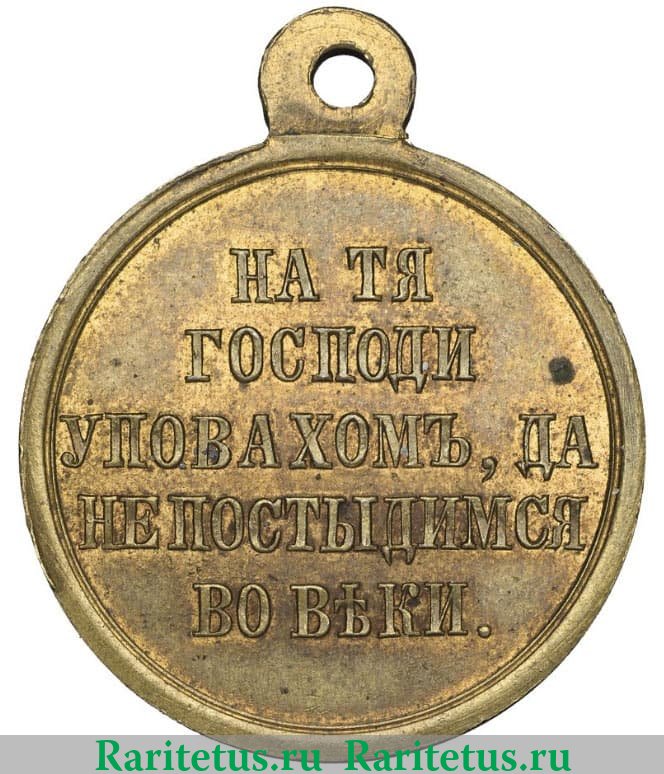 НА ТЯ
ГОСПОДИ
УПОВАХОМЪ, ДА
НЕ ПОСТЫДИМСЯ
ВО ВѢКИ.
Raritetus.ru Raritetus.ru